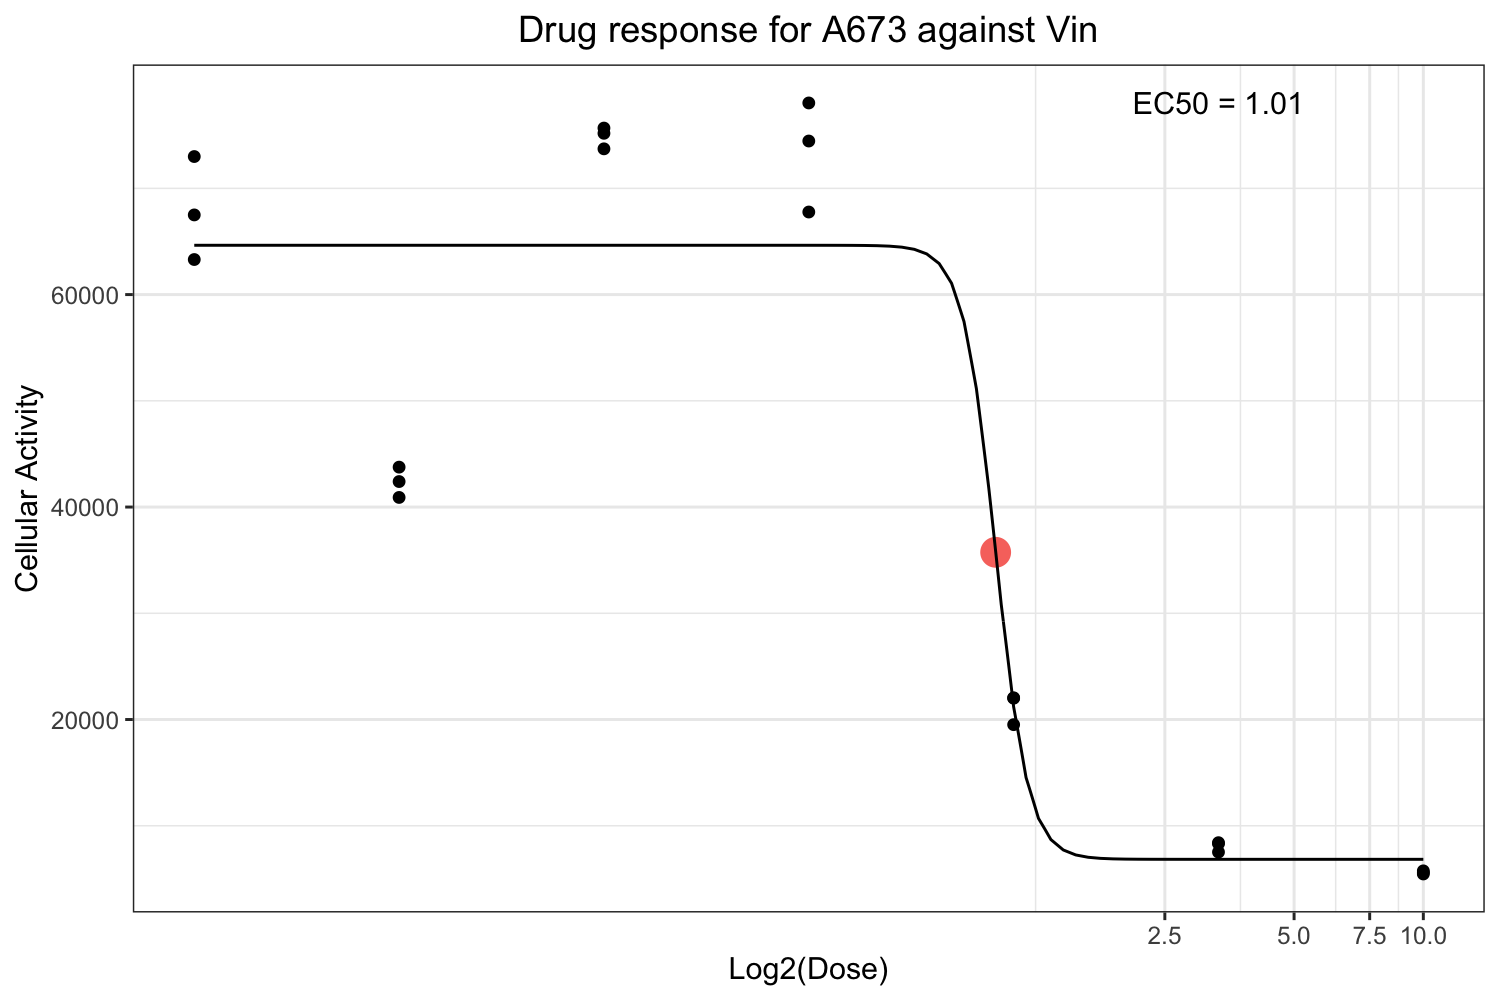 Drug response for A673 against Vin
EC50 = 1.01
60000
40000
20000
Cellular Activity
2.5 5.0 7.5 10.0
Log2(Dose)